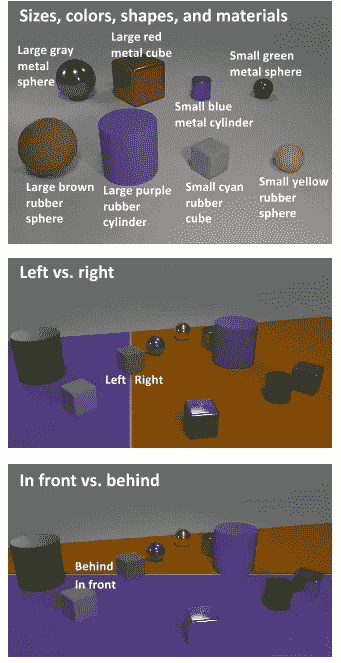 Sizes, colors, shapes, and materials
Large gray
metal
sphere
Large red
metal cube
Small blue
metal cylinder
Small green
metal sphere
Large brown
rubber
sphere
Large purple
rubber
cylinder
Small cyan
rubber
cube
Small yellow
rubber
sphere
Left vs. right
Left Right
In front vs. behind
Behind
In front